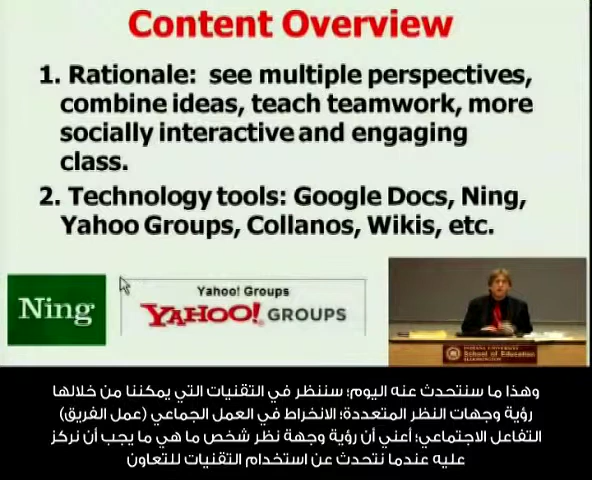 Content Overview
1. Rationale: see multiple perspectives,
combine ideas, teach teamwork, more
socially interactive and engaging
class.
2. Technology tools: Google Docs, Ning,
Yahoo Groups, Collanos, Wikis, etc.
Ning
Yahoo! Groups
YAHOO! GROUPS
INDIANA UNIVERSITY
School of Education
BLOOMINGTON
وهذا ما سنتحدث عنه اليوم؛ سننظر في التقنيات التي يمكننا من خلالها
رؤية وجهات النظر المتعددة؛ الانخراط في العمل الجماعي (عمل الفريق)
التفاعل الاجتماعي؛ أعني أن رؤية وجهة نظر شخص ما هي ما يجب أن نركز
عليه عندما نتحدث عن استخدام التقنيات للتعاون